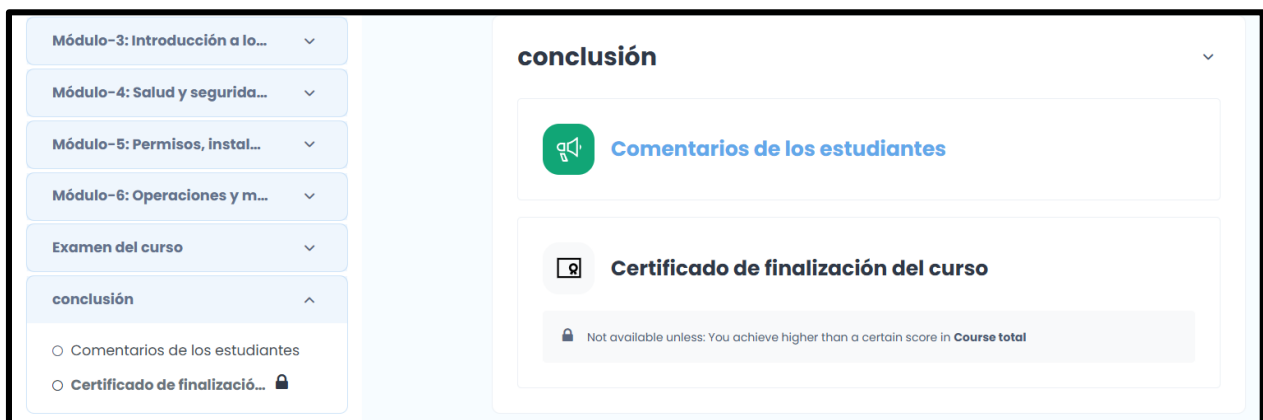 Módulo-3: Introducción a lo...
Módulo-4: Salud y segurida...
Módulo-5: Permisos, instal...
Módulo-6: Operaciones y m...
Examen del curso
conclusión
Comentarios de los estudiantes
Certificado de finalizació...
conclusión
Comentarios de los estudiantes
Certificado de finalización del curso
Not available unless: You achieve higher than a certain score in Course total